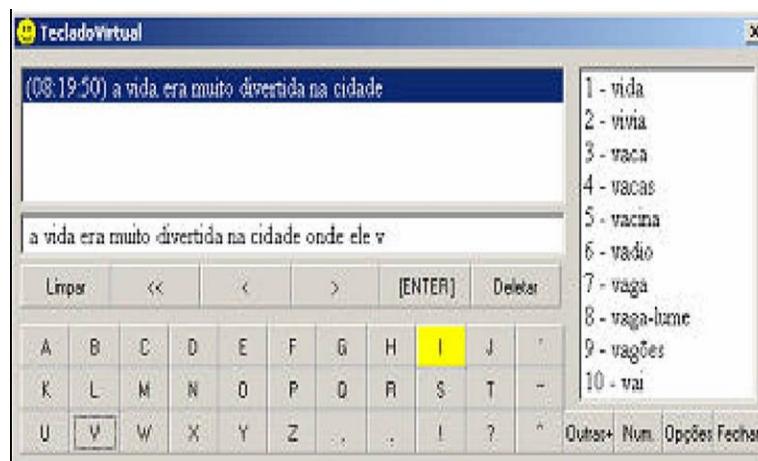 TecladoVirtual
(08:19:50) a vida era muito divertida na cidade
a vida era muito divertida na cidade onde ele v
Limpar << < > [ENTER] Deletar
A B C D E F G H I J '
K L M N O P Q R S T ~
U V W X Y Z , . ! ? ^
1 - vida
2 - vivia
3 - vaca
4 - vacas
5 - vacina
6 - vadio
7 - vaga
8 - vaga-lume
9 - vagões
10 - vai
Outras+ Num. Opções Fechar